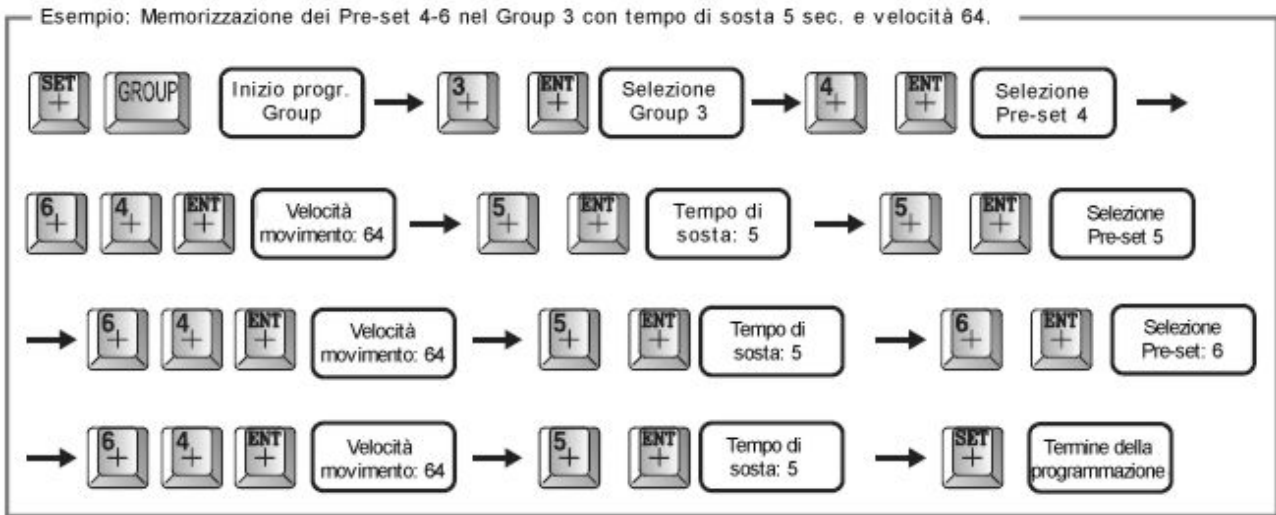 Esempio: Memorizzazione dei Pre-set 4-6 nel Group 3 con tempo di sosta 5 sec. e velocità 64.
SET + GROUP Inizio progr. Group 3 + ENT + Selezione Group 3 4 + ENT + Selezione Pre-set 4
6 + 4 + ENT + Velocità movimento: 64 5 + ENT + Tempo di sosta: 5 5 + ENT + Selezione Pre-set 5
6 + 4 + ENT + Velocità movimento: 64 5 + ENT + Tempo di sosta: 5 6 + ENT + Selezione Pre-set: 6
6 + 4 + ENT + Velocità movimento: 64 5 + ENT + Tempo di sosta: 5 SET + Termine della programmazione